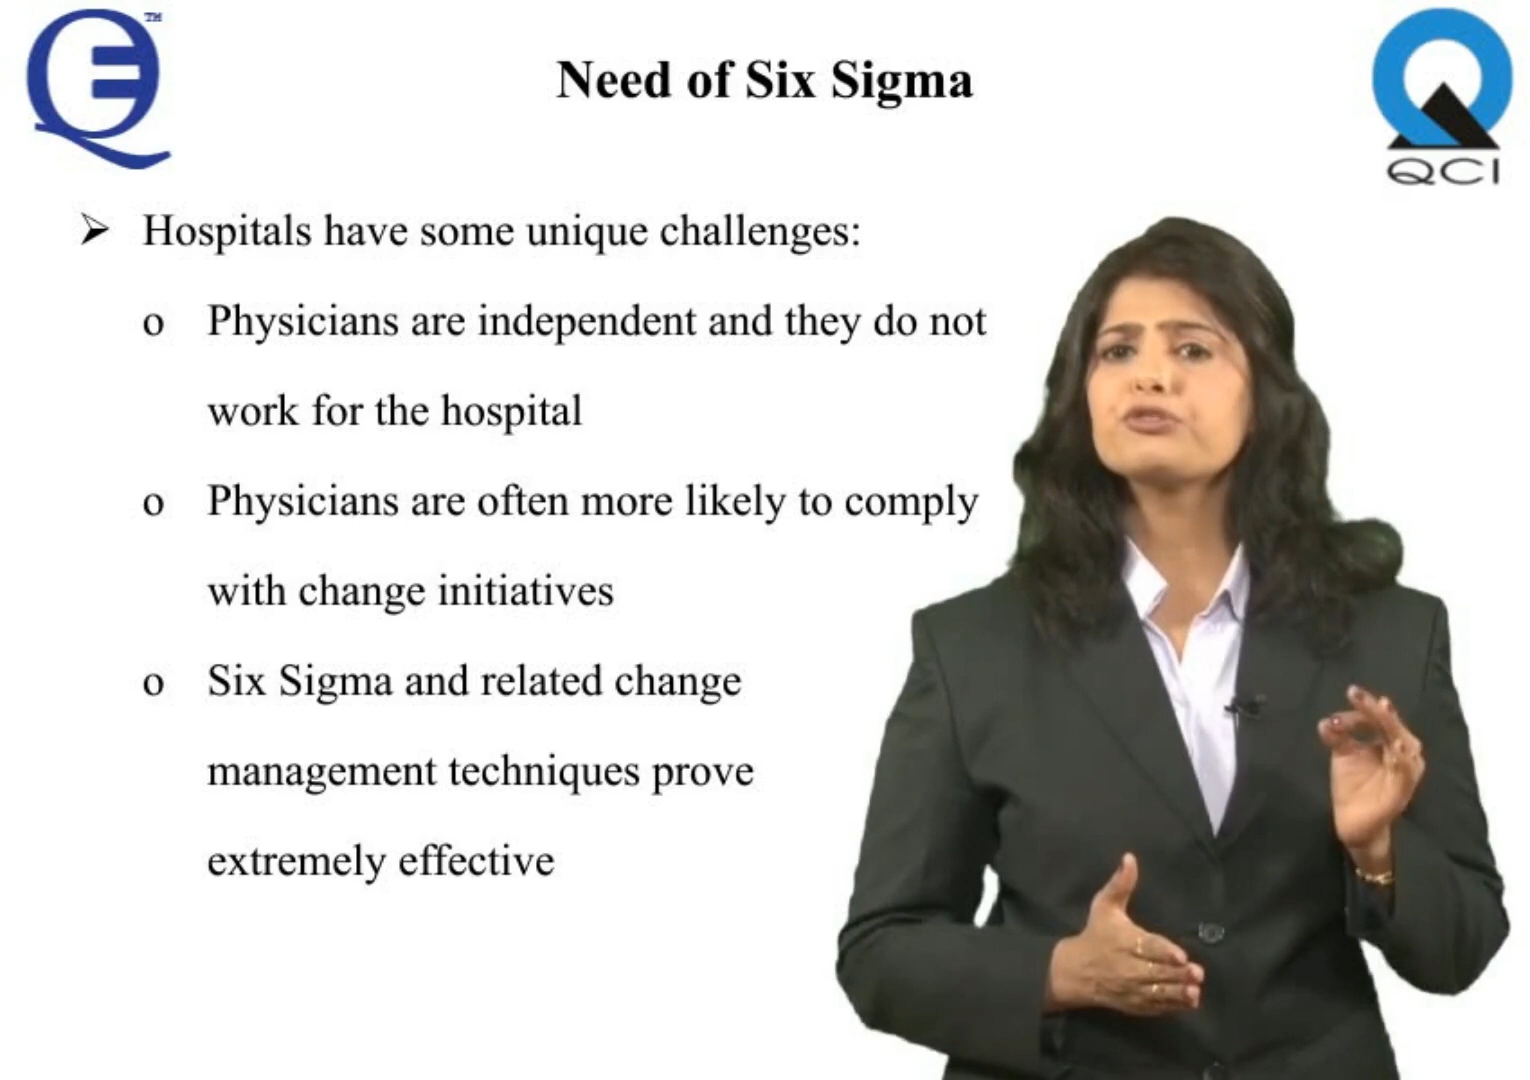 TM
Need of Six Sigma
QCI
➢ Hospitals have some unique challenges:
o Physicians are independent and they do not
work for the hospital
o Physicians are often more likely to comply
with change initiatives
o Six Sigma and related change
management techniques prove
extremely effective